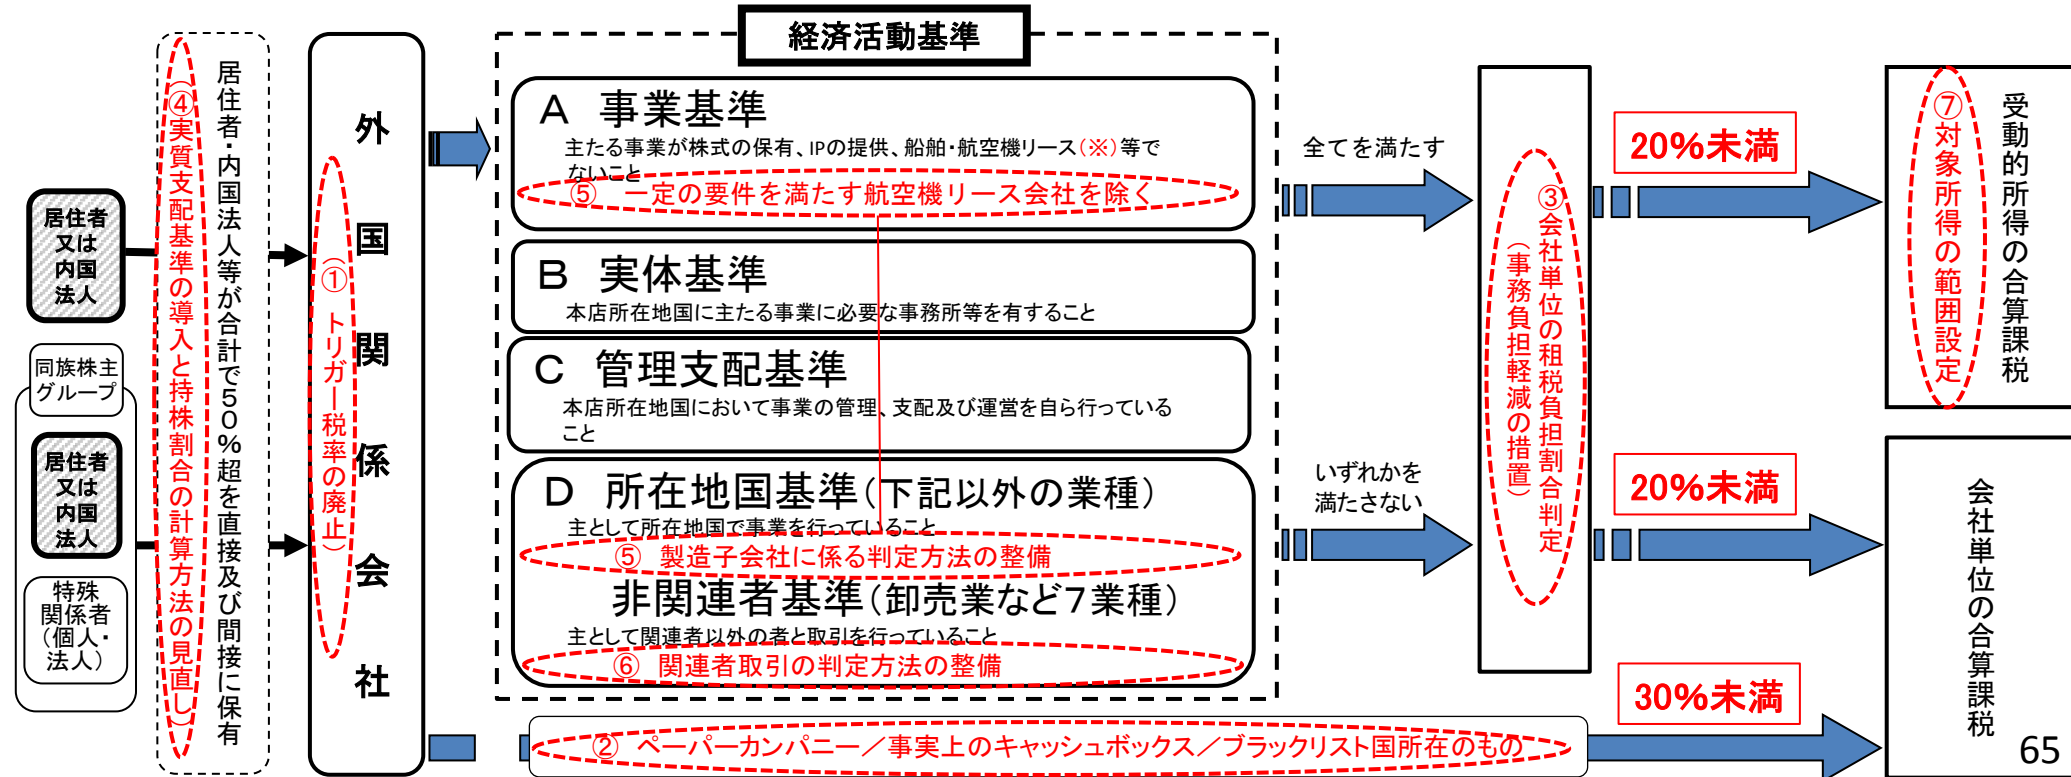 居住者
又は
内国
法人
同族株主
グループ
居住者
又は
内国
法人
特殊
関係者
(個人・
法人)
居住者・内国法人等が合計で50%超を直接及び間接に保有
(④実質支配基準の導入と持株割合の計算方法の見直し)
外国関係会社
(① トリガー税率の廃止)
経済活動基準
A 事業基準
主たる事業が株式の保有、IPの提供、船舶・航空機リース(※)等で
ないこと
⑤ 一定の要件を満たす航空機リース会社を除く
B 実体基準
本店所在地国に主たる事業に必要な事務所等を有すること
C 管理支配基準
本店所在地国において事業の管理、支配及び運営を自ら行っている
こと
D 所在地国基準(下記以外の業種)
主として所在地国で事業を行っていること
⑤ 製造子会社に係る判定方法の整備
非関連者基準(卸売業など7業種)
主として関連者以外の者と取引を行っていること
⑥ 関連者取引の判定方法の整備
② ペーパーカンパニー/事実上のキャッシュボックス/ブラックリスト国所在のもの
全てを満たす
いずれかを
満たさない
③会社単位の租税負担割合判定
(事務負担軽減の措置)
20%未満
20%未満
30%未満
受動的所得の合算課税
⑦対象所得の範囲設定
会社単位の合算課税
65